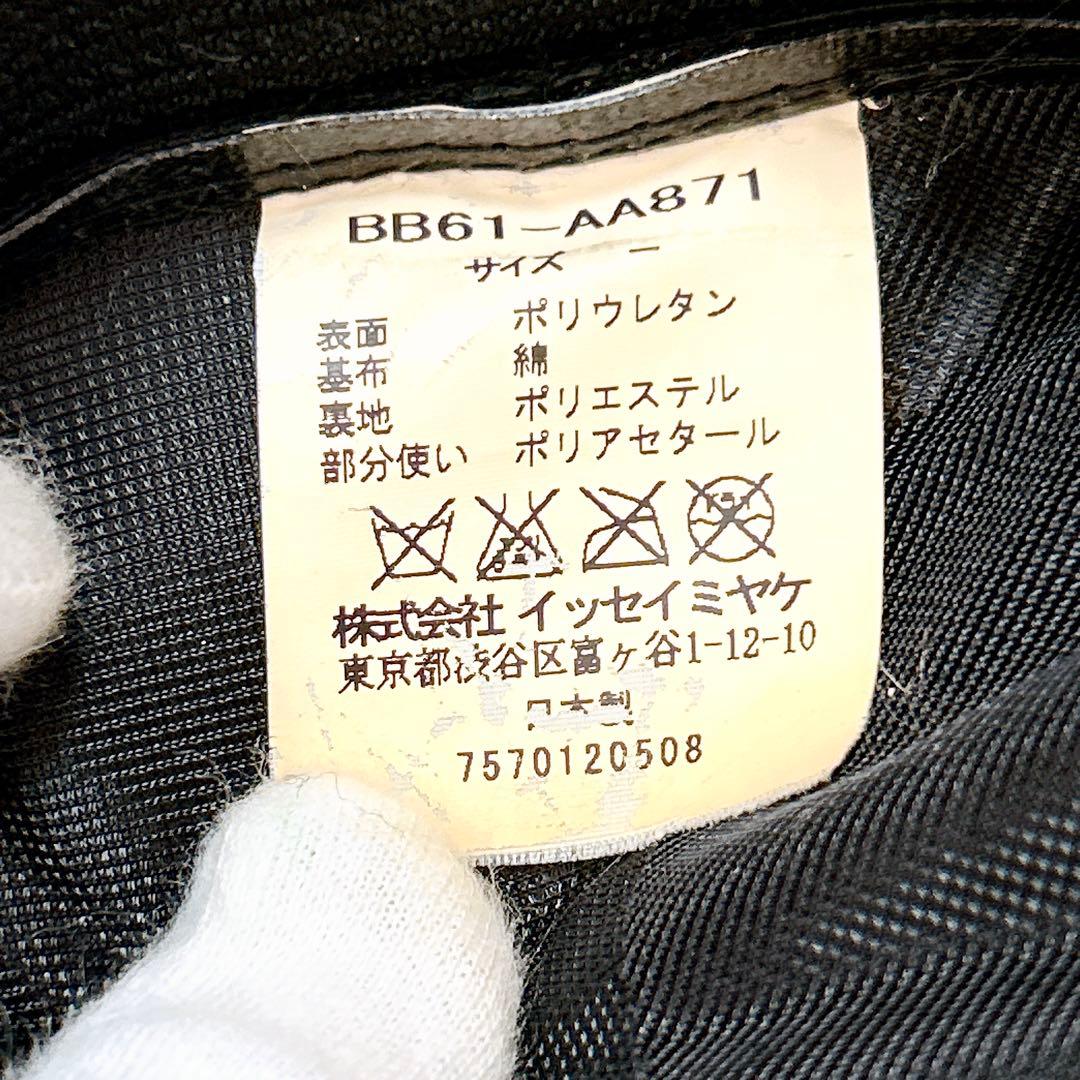 BB61-AA871
サイズ －
表面 ポリウレタン
基布 綿
裏地 ポリエステル
部分使い ポリアセタール
株式会社 イッセイミヤケ
東京都渋谷区富ヶ谷1-12-10
日本製
7570120508